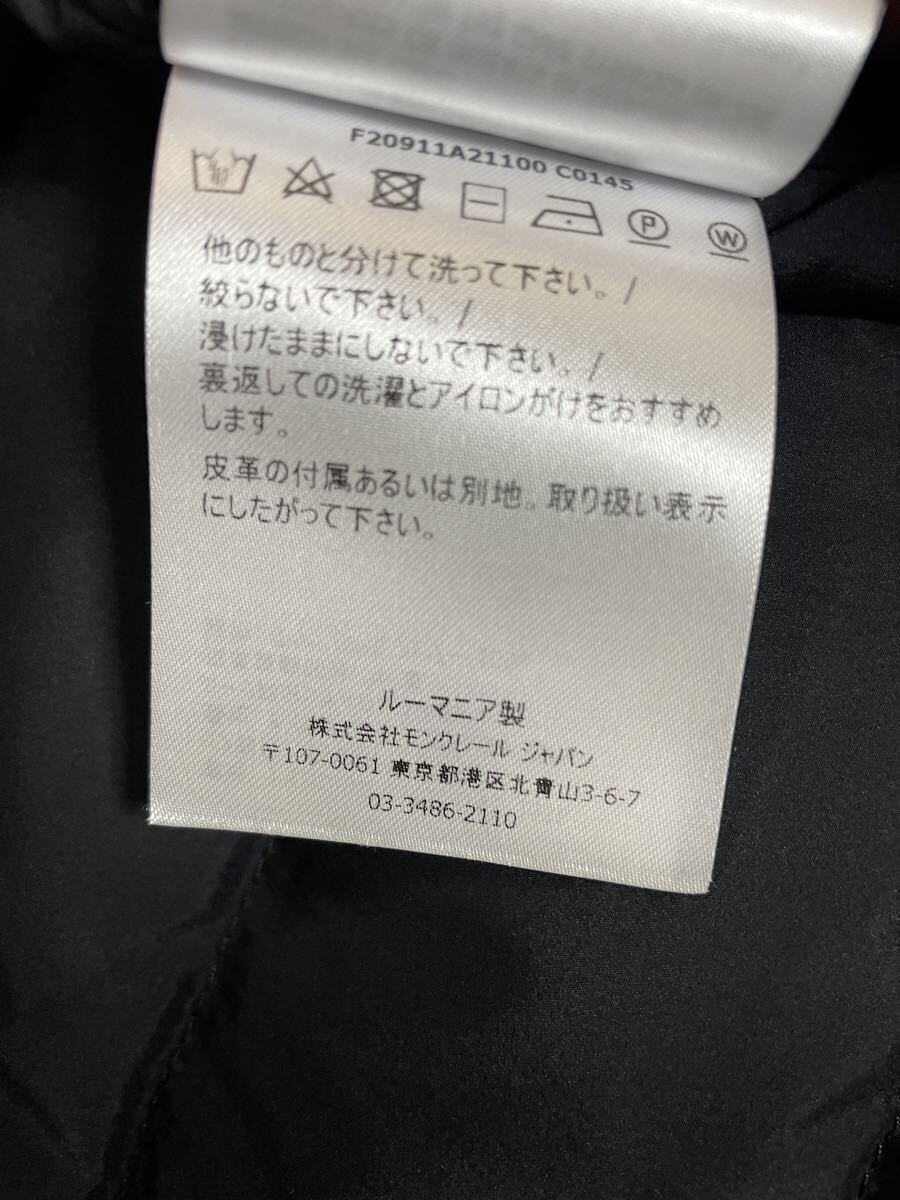 F20911A21100 C0145
P
W
他のものと分けて洗って下さい。/
絞らないで下さい。/
浸けたままにしないで下さい。/
裏返しての洗濯とアイロンがけをおすすめ
します。
皮革の付属あるいは別地。取り扱い表示
にしたがって下さい。
ルーマニア製
株式会社モンクレール ジャパン
〒107-0061 東京都港区北青山3-6-7
03-3486-2110